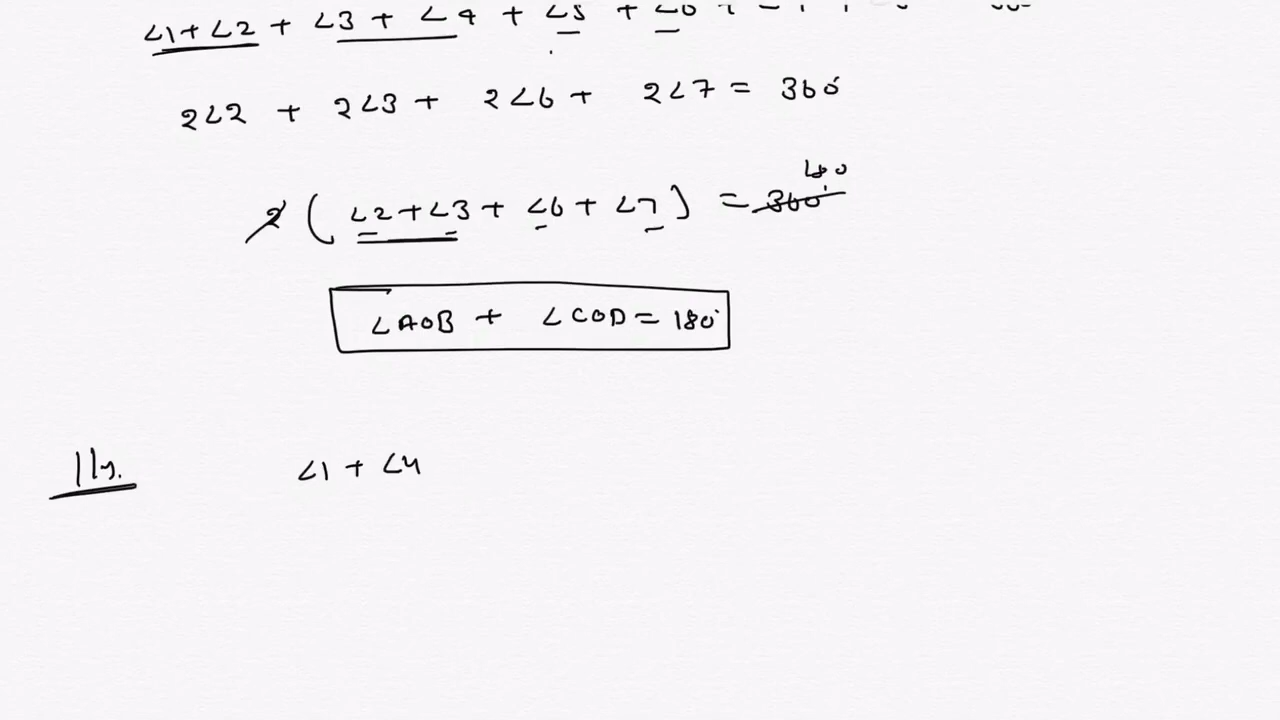 ∠1+∠2 + ∠3 + ∠4 + ∠5 + ∠6
2∠2 + 2∠3 + 2∠6 + 2∠7 = 360°
180
2 ( ∠2+∠3 + ∠6 + ∠7 ) = 360°
∠AOB + ∠COD = 180°
|||ly. ∠1 + ∠4